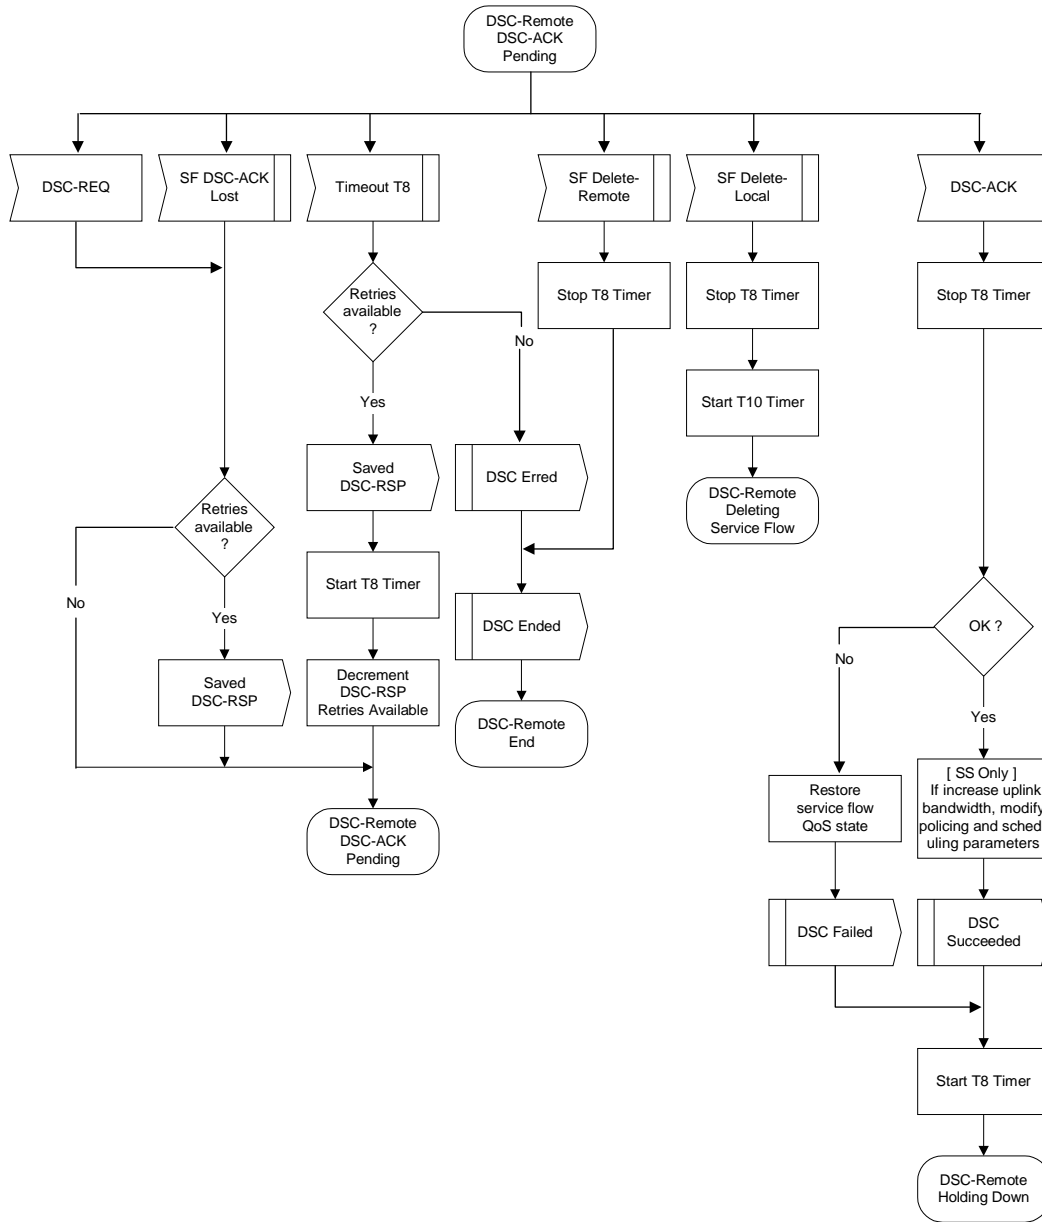 DSC-Remote
DSC-ACK
Pending
DSC-REQ
SF DSC-ACK
Lost
Timeout T8
SF Delete-
Remote
SF Delete-
Local
DSC-ACK
Retries
available
?
Stop T8 Timer
Stop T8 Timer
Stop T8 Timer
No
Yes
Start T10 Timer
Saved
DSC-RSP
DSC Erred
DSC-Remote
Deleting
Service Flow
Retries
available
?
Start T8 Timer
No
Yes
DSC Ended
OK ?
No
Saved
DSC-RSP
Decrement
DSC-RSP
Retries Available
DSC-Remote
End
Yes
DSC-Remote
DSC-ACK
Pending
Restore
service flow
QoS state
[ SS Only ]
If increase uplink
bandwidth, modify
policing and sched
uling parameters
DSC Failed
DSC
Succeeded
Start T8 Timer
DSC-Remote
Holding Down